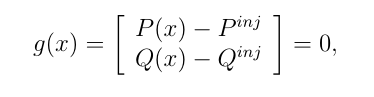 g(x) = [ P(x) − P^{inj}
Q(x) − Q^{inj} ] = 0,